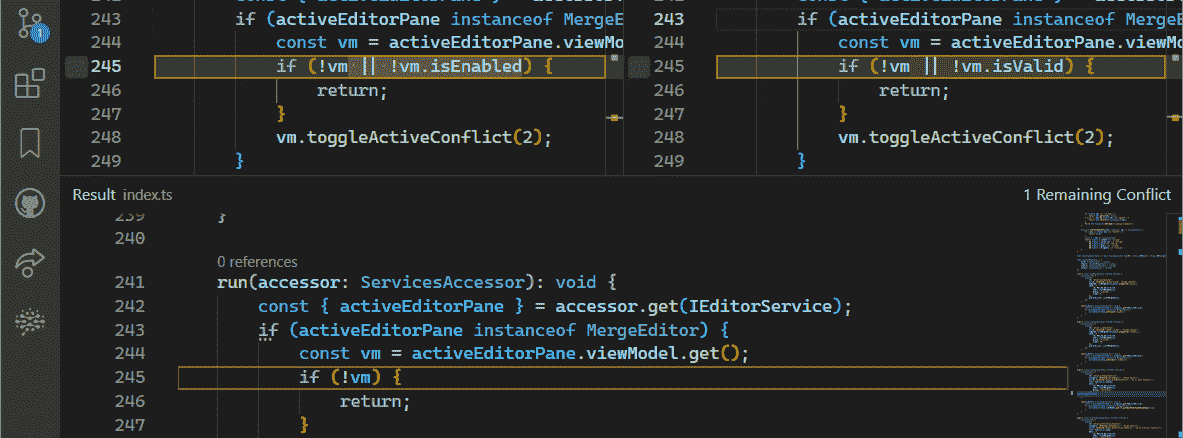 243 if (activeEditorPane instanceof MergeE
244 const vm = activeEditorPane.viewMo
245 if (!vm || !vm.isEnabled) {
246 return;
247 }
248 vm.toggleActiveConflict(2);
249 }
243 if (activeEditorPane instanceof MergeE
244 const vm = activeEditorPane.viewM
245 if (!vm || !vm.isValid) {
246 return;
247 }
248 vm.toggleActiveConflict(2);
249 }
1
Result index.ts
1 Remaining Conflict
239 }
240
0 references
241 run(accessor: ServicesAccessor): void {
242 const { activeEditorPane } = accessor.get(IEditorService);
243 if (activeEditorPane instanceof MergeEditor) {
244 const vm = activeEditorPane.viewModel.get();
245 if (!vm) {
246 return;
247 }